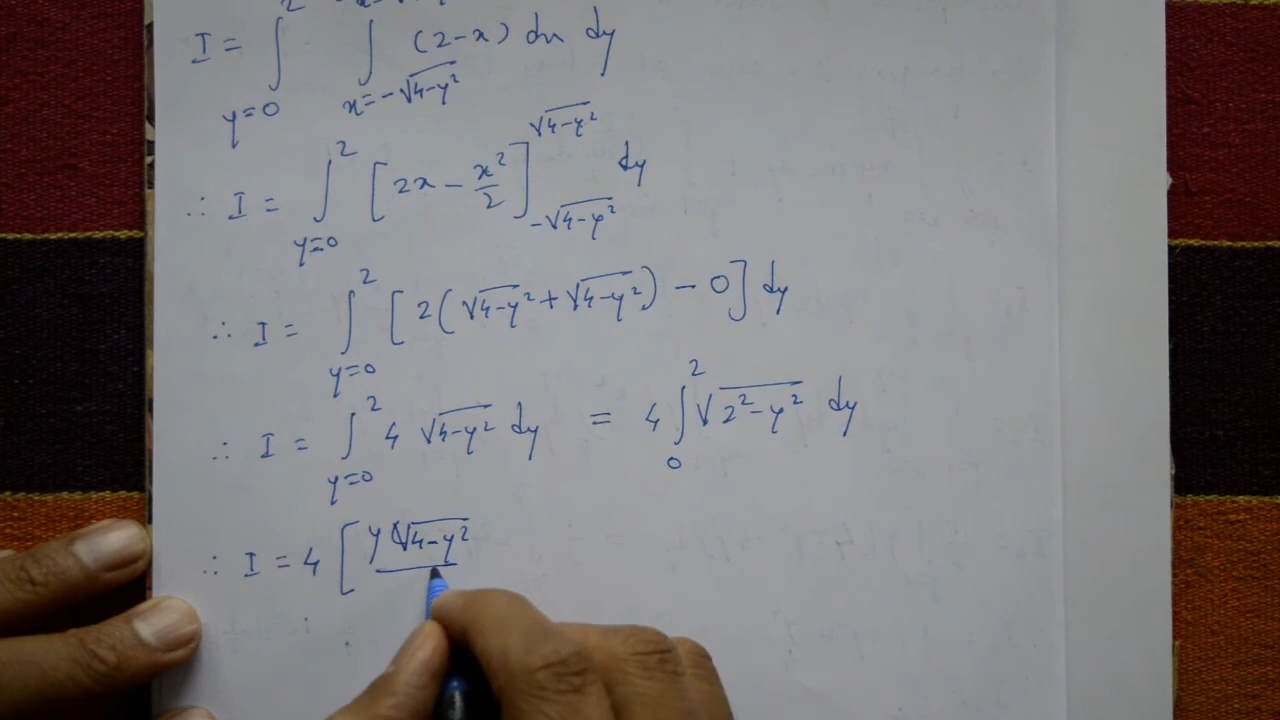 2
I = ∫ ∫ (2-x) dx dy
y=0 x=-√4-y²
∴ I = ∫ y=0 2 [2x - x²/2] -√4-y² √4-y² dy
∴ I = ∫ y=0 2 [2(√4-y² + √4-y²) - 0] dy
∴ I = ∫ y=0 2 4 √4-y² dy = 4 ∫ 0 2 √2²-y² dy
∴ I = 4 [y √4-y²